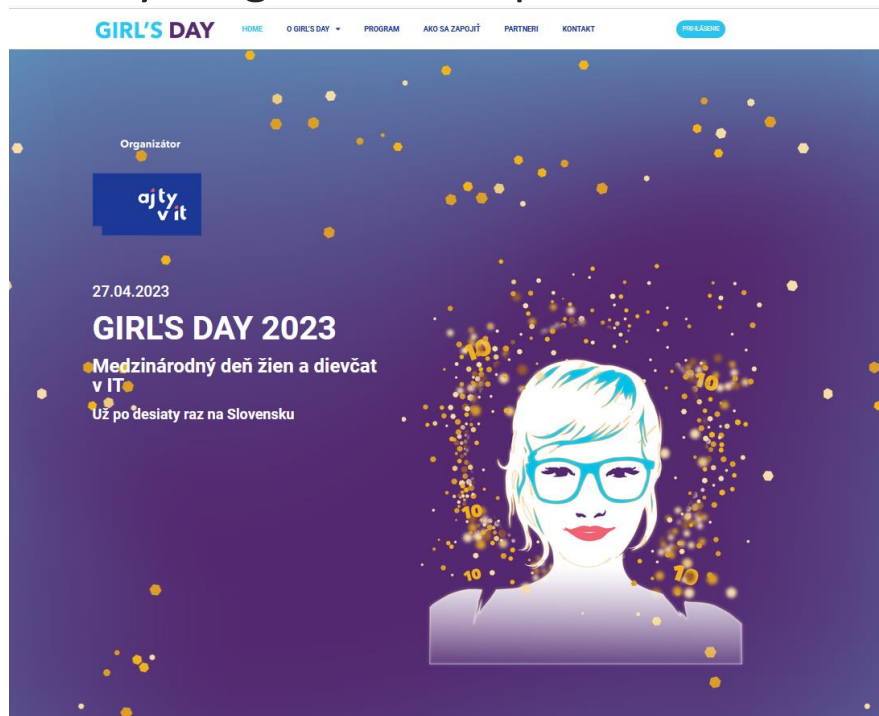 GIRL'S DAY
HOME
O GIRL'S DAY
PROGRAM
AKO SA ZAPOJIŤ
PARTNERI
KONTAKT
PRIHLÁSENIE
Organizátor
ajty
v it
27.04.2023
GIRL'S DAY 2023
Medzinárodný deň žien a dievčat
v IT
Už po desiaty raz na Slovensku
10
10
10
10
10